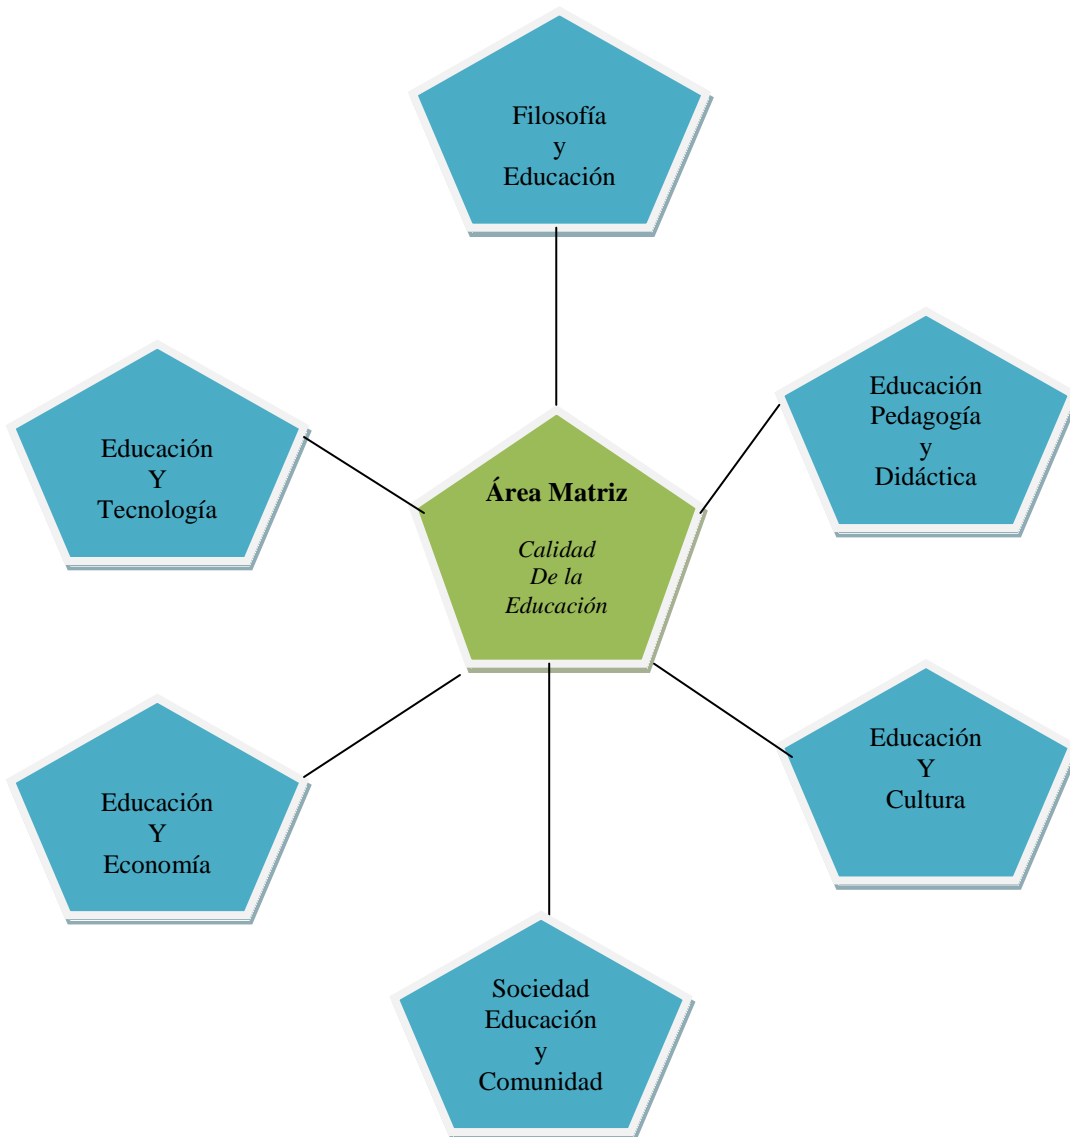 Filosofía
y
Educación
Educación
Pedagogía
y
Didáctica
Educación
Y
Tecnología
Área Matriz
Calidad
De la
Educación
Educación
Y
Cultura
Educación
Y
Economía
Sociedad
Educación
y
Comunidad